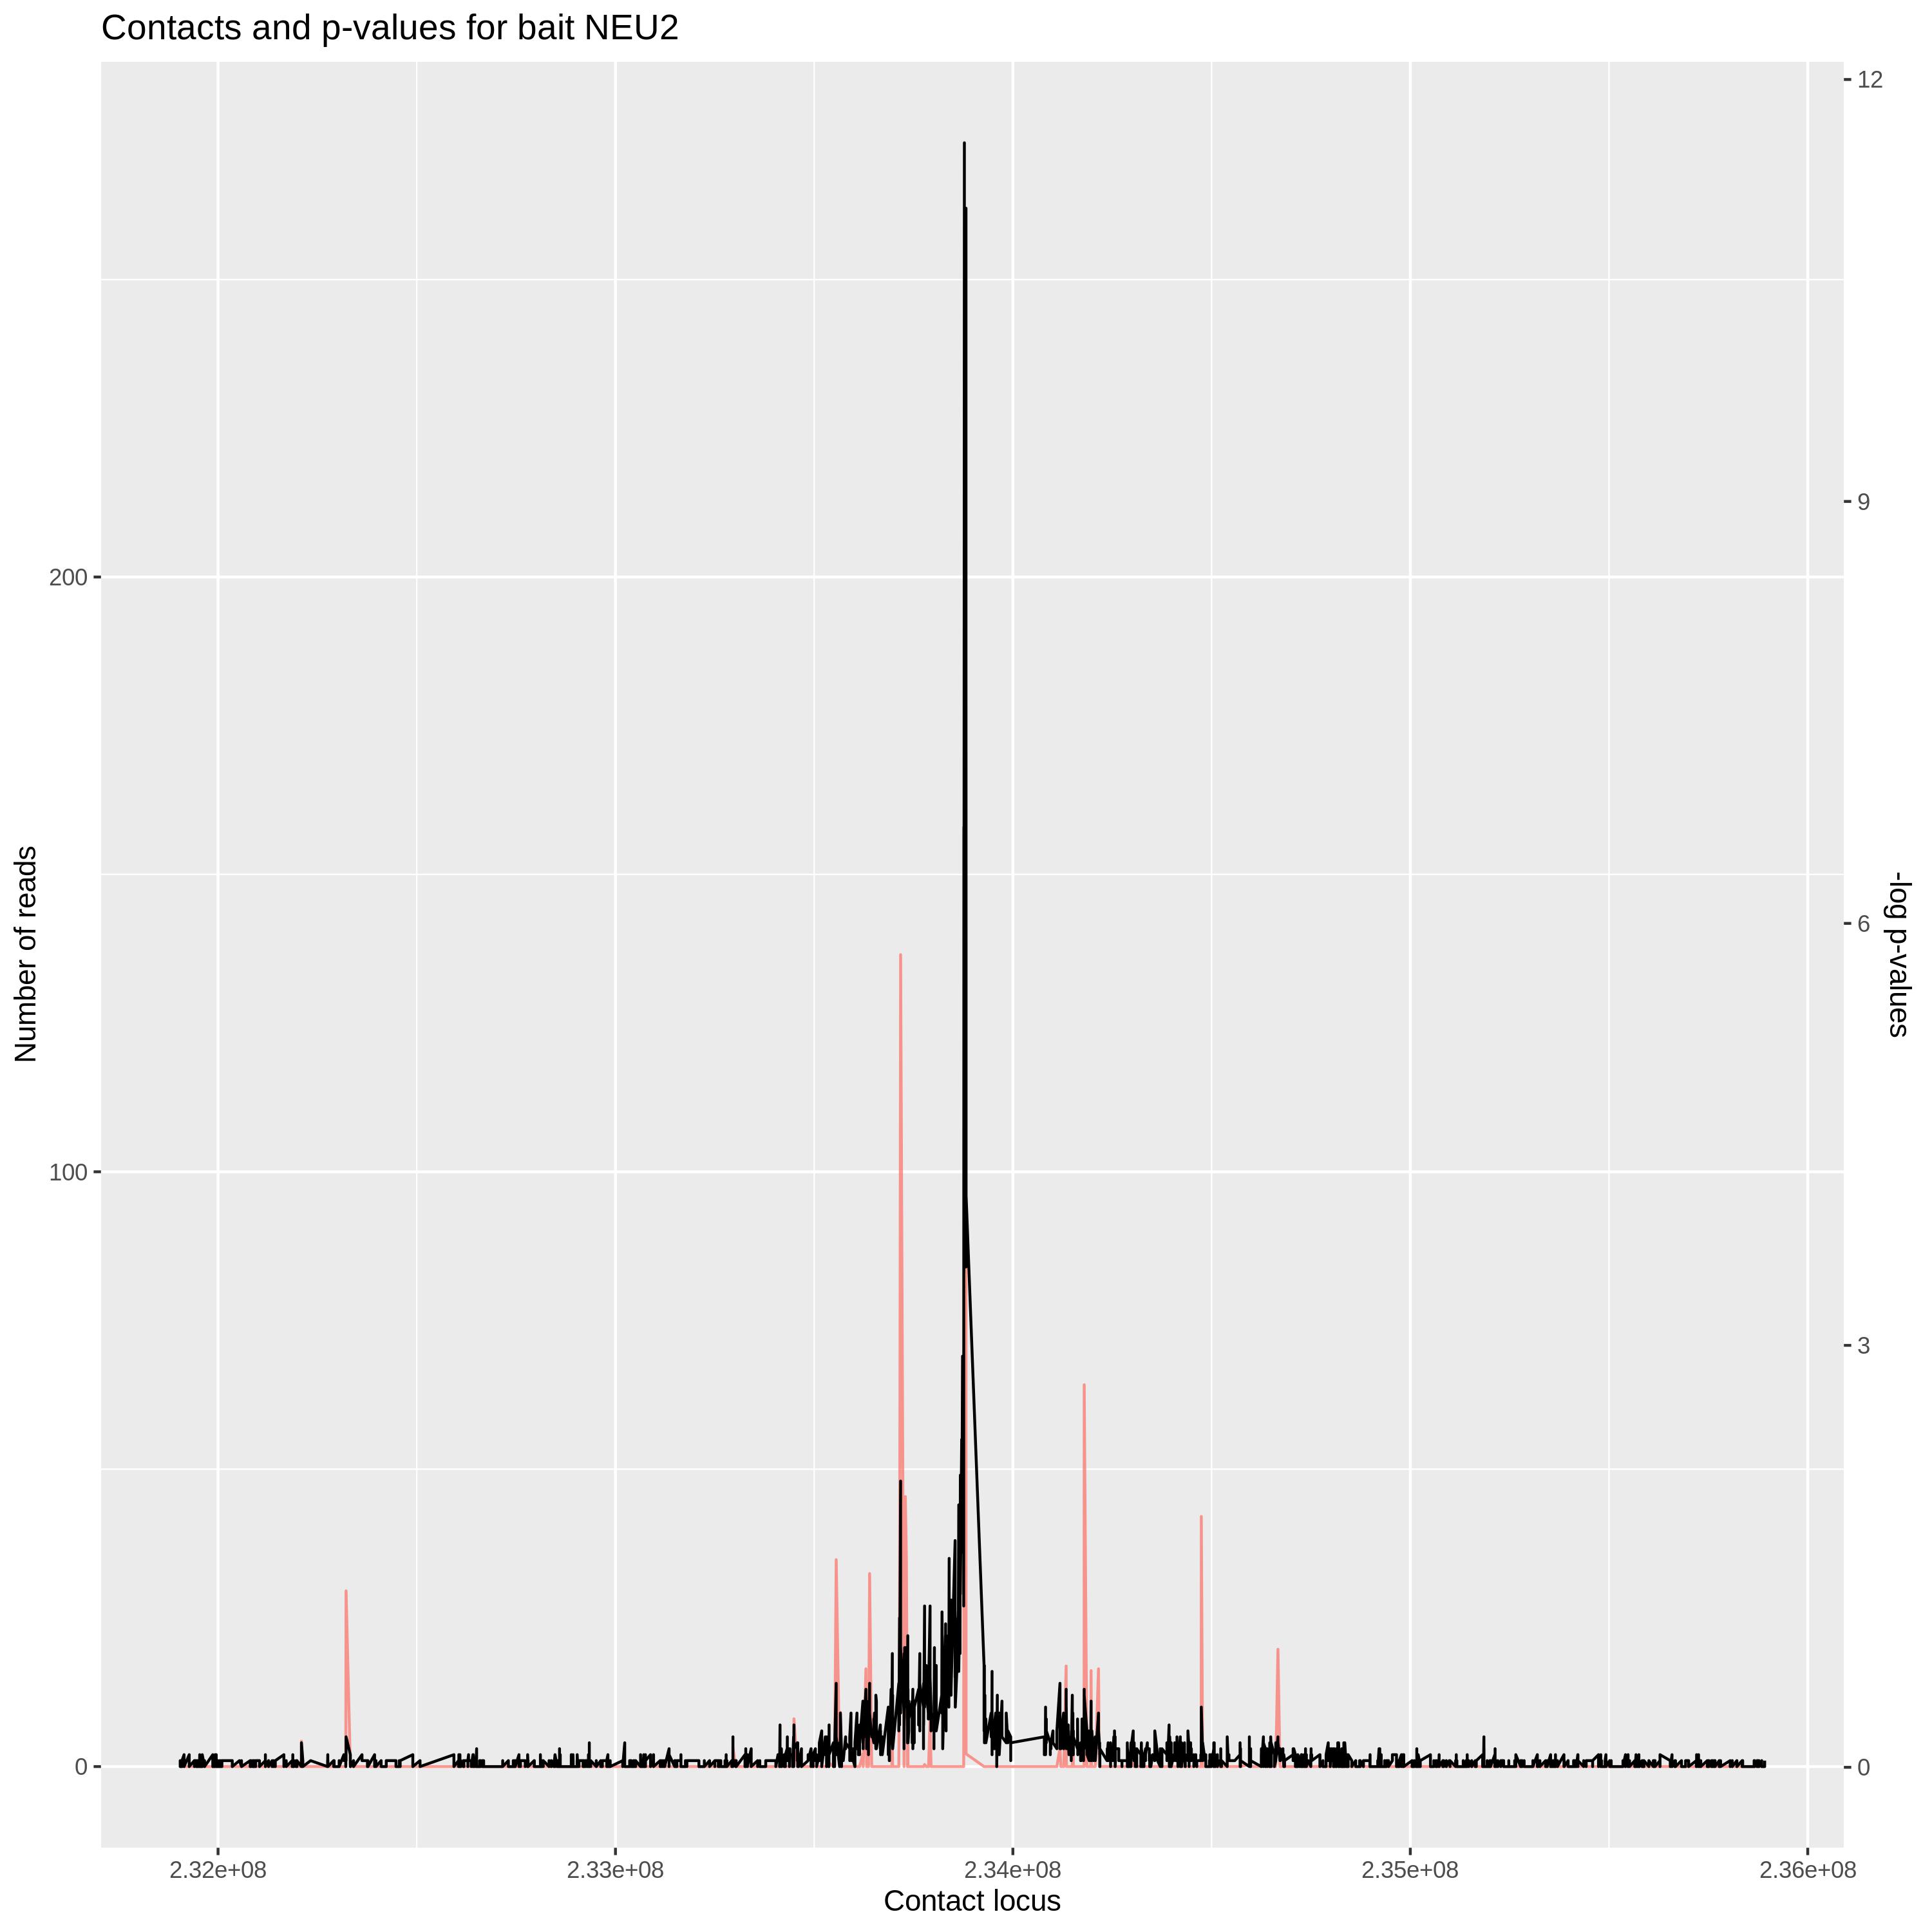 Contacts and p-values for bait NEU2
12
9
200
6
Number of reads
-log p-values
100
3
0
0
2.32e+08
2.33e+08
2.34e+08
2.35e+08
2.36e+08
Contact locus